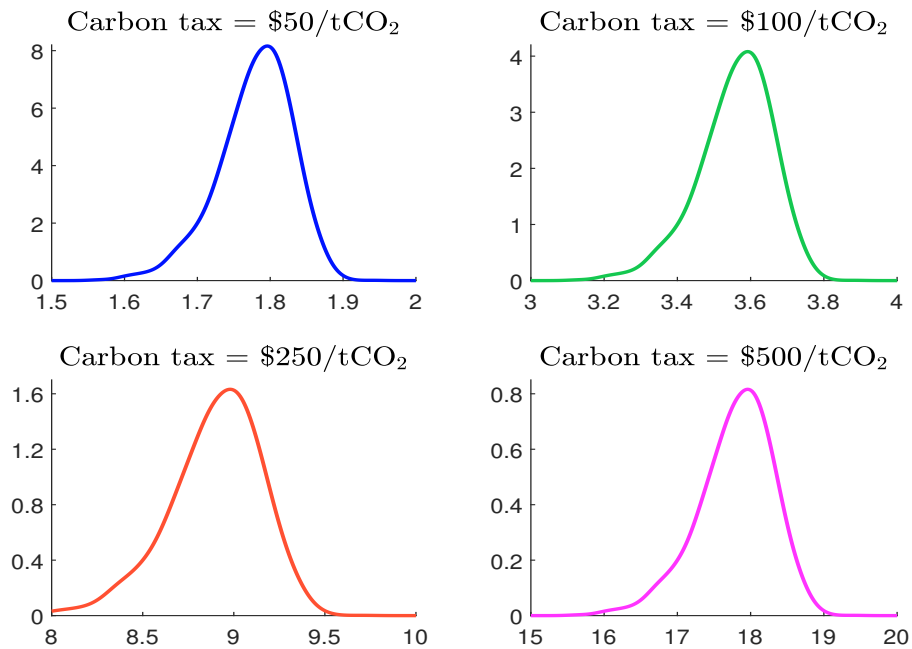 Carbon tax = $50/tCO₂
8
6
4
2
0
1.5 1.6 1.7 1.8 1.9 2
Carbon tax = $100/tCO₂
4
3
2
1
0
3 3.2 3.4 3.6 3.8 4
Carbon tax = $250/tCO₂
1.6
1.2
0.8
0.4
0
8 8.5 9 9.5 10
Carbon tax = $500/tCO₂
0.8
0.6
0.4
0.2
0
15 16 17 18 19 20